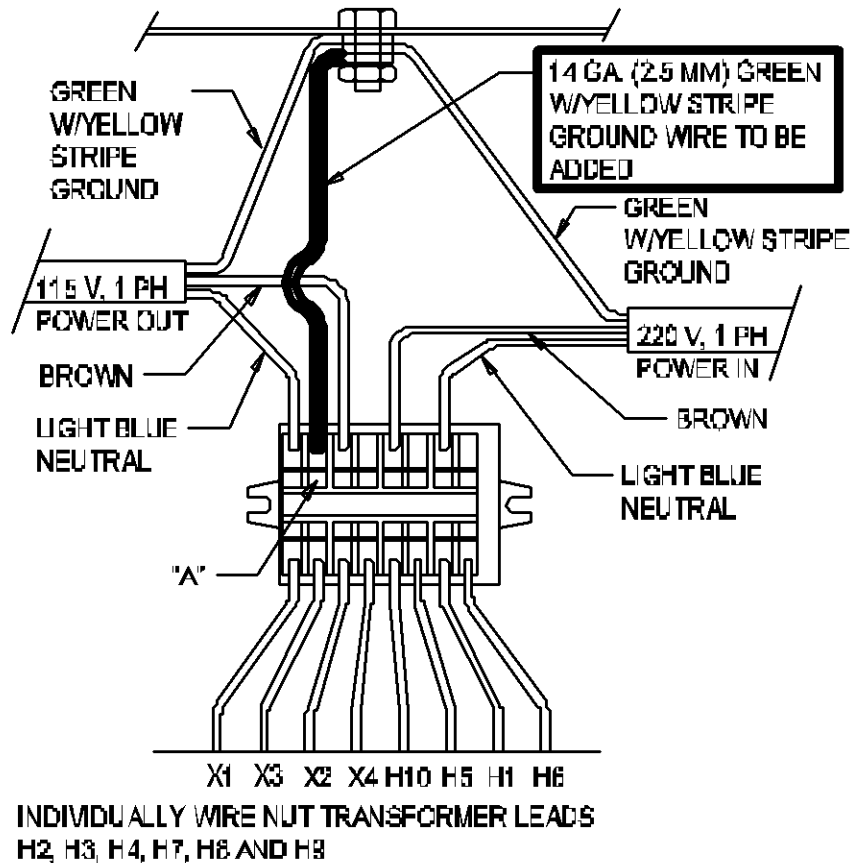 14 GA. (2.5 MM) GREEN
W/YELLOW STRIPE
GROUND WIRE TO BE
ADDED
GREEN
W/YELLOW
STRIPE
GROUND
GREEN
W/YELLOW STRIPE
GROUND
115 V, 1 PH
POWER OUT
220 V, 1 PH
POWER IN
BROWN
BROWN
LIGHT BLUE
NEUTRAL
LIGHT BLUE
NEUTRAL
"A"
X1 X3 X2 X4 H10 H5 H1 H6
INDIVIDUALLY WIRE NUT TRANSFORMER LEADS
H2, H3, H4, H7, H8 AND H9